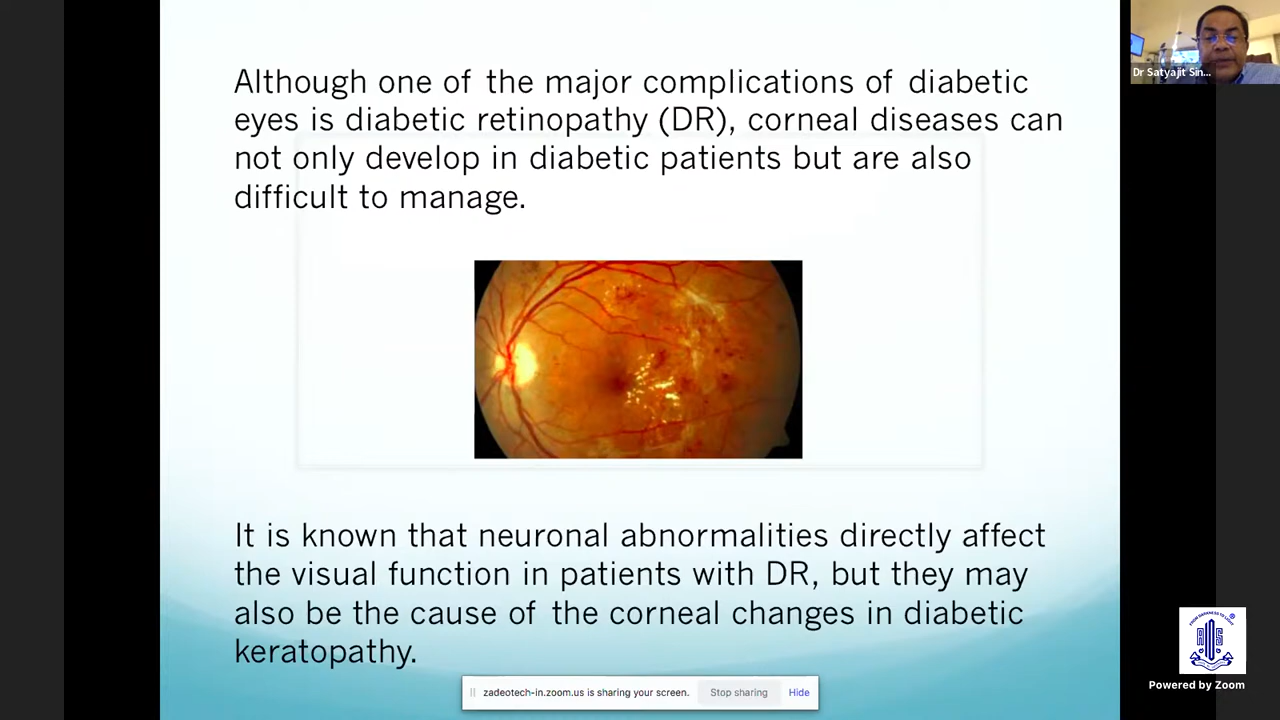 Although one of the major complications of diabetic
eyes is diabetic retinopathy (DR), corneal diseases can
not only develop in diabetic patients but are also
difficult to manage.
It is known that neuronal abnormalities directly affect
the visual function in patients with DR, but they may
also be the cause of the corneal changes in diabetic
keratopathy.
Dr Satyajit Sin...
Powered by Zoom
zadeotech-in.zoom.us is sharing your screen.
Stop sharing
Hide